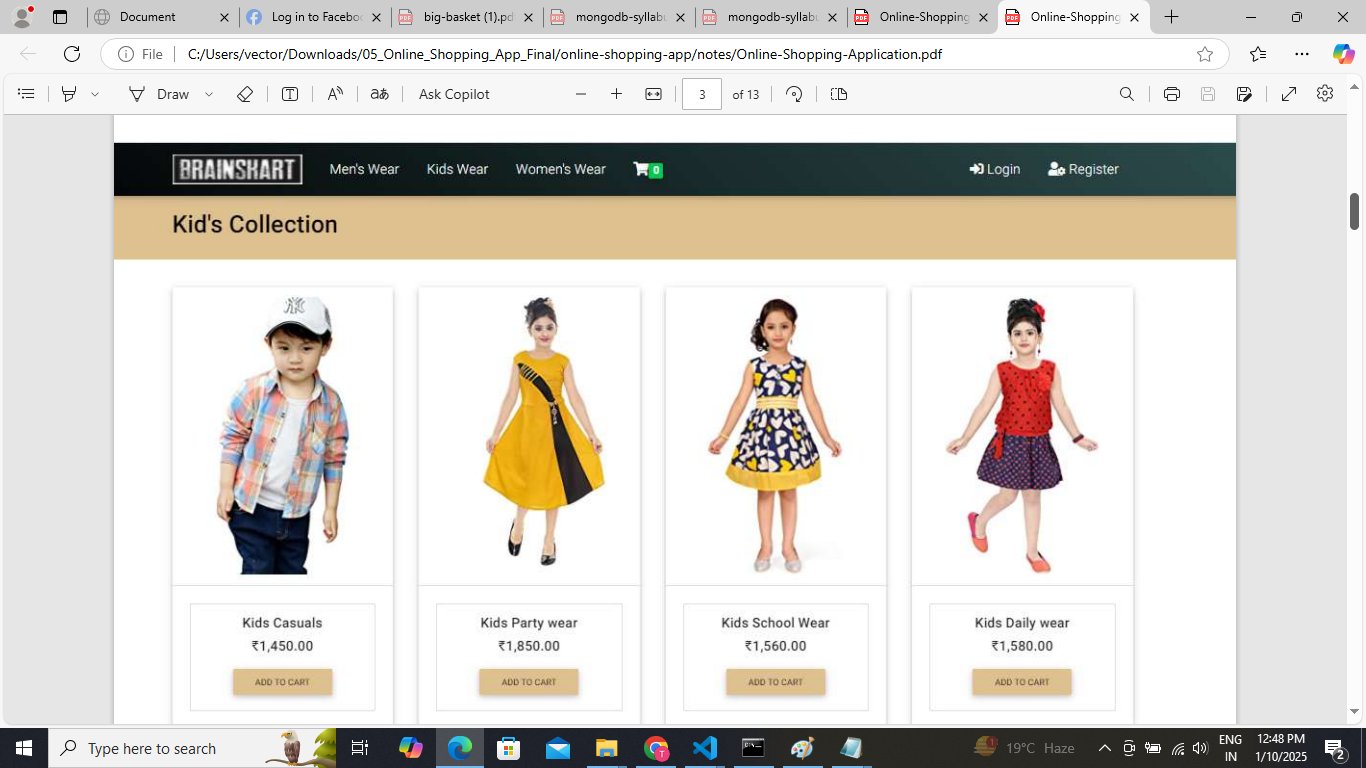 Document
Log in to Faceboo
big-basket (1).pd
mongodb-syllabu
mongodb-syllabu
Online-Shopping
Online-Shopping
File
C:/Users/vector/Downloads/05_Online_Shopping_App_Final/online-shopping-app/notes/Online-Shopping-Application.pdf
Draw
Ask Copilot
3 of 13
BRAINSKART Men's Wear Kids Wear Women's Wear 0 Login Register
Kid's Collection
Kids Casuals
₹1,450.00
ADD TO CART
Kids Party wear
₹1,850.00
ADD TO CART
Kids School Wear
₹1,560.00
ADD TO CART
Kids Daily wear
₹1,580.00
ADD TO CART
Type here to search
19°C Haze
ENG
IN
12:48 PM
1/10/2025
2